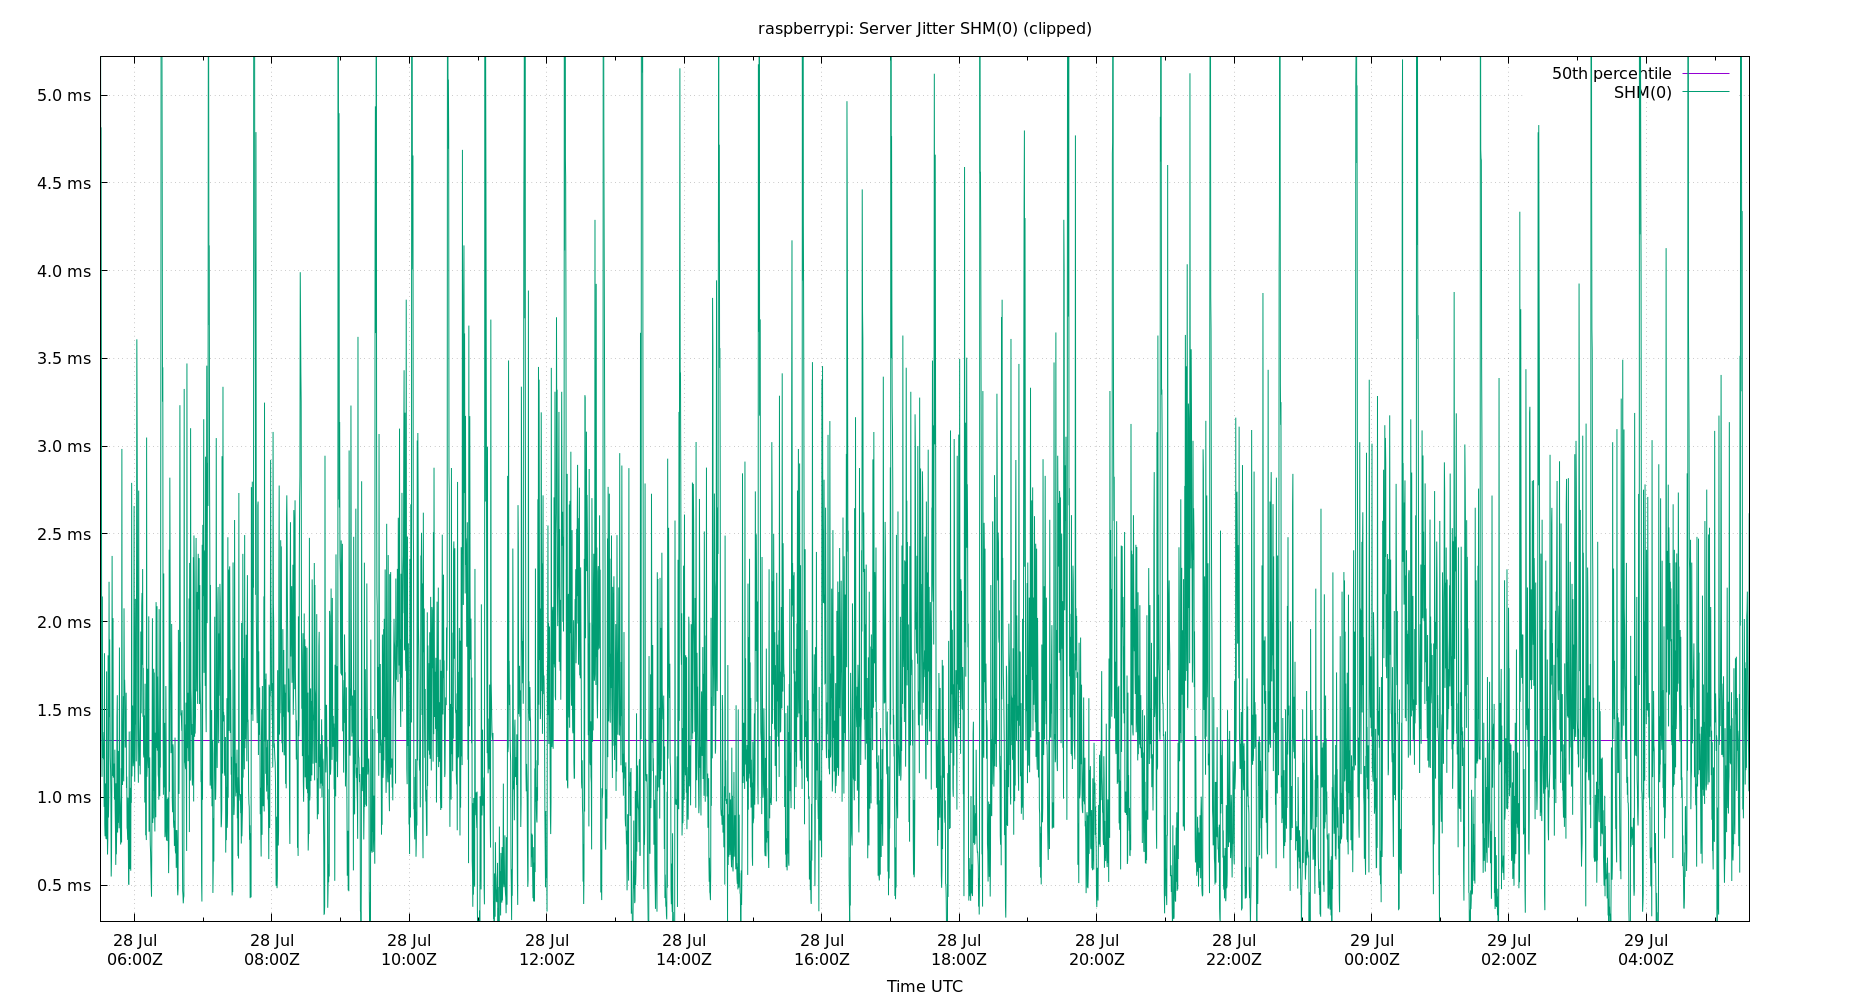 raspberrypi: Server Jitter SHM(0) (clipped)
50th percentile
SHM(0)
5.0 ms
4.5 ms
4.0 ms
3.5 ms
3.0 ms
2.5 ms
2.0 ms
1.5 ms
1.0 ms
0.5 ms
28 Jul 28 Jul 28 Jul 28 Jul 28 Jul 28 Jul 28 Jul 28 Jul 28 Jul 29 Jul 29 Jul 29 Jul
06:00Z 08:00Z 10:00Z 12:00Z 14:00Z 16:00Z 18:00Z 20:00Z 22:00Z 00:00Z 02:00Z 04:00Z
Time UTC